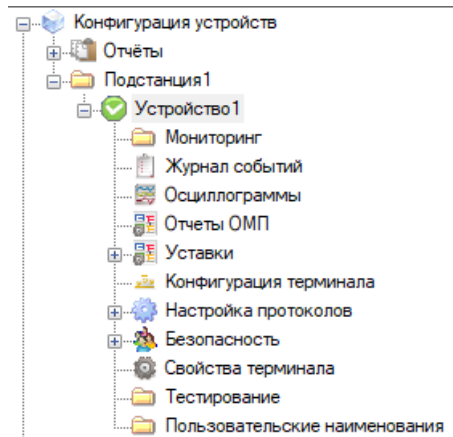 Конфигурация устройств
Отчёты
Подстанция1
Устройство1
Мониторинг
Журнал событий
Осциллограммы
Отчеты ОМП
Уставки
Конфигурация терминала
Настройка протоколов
Безопасность
Свойства терминала
Тестирование
Пользовательские наименования